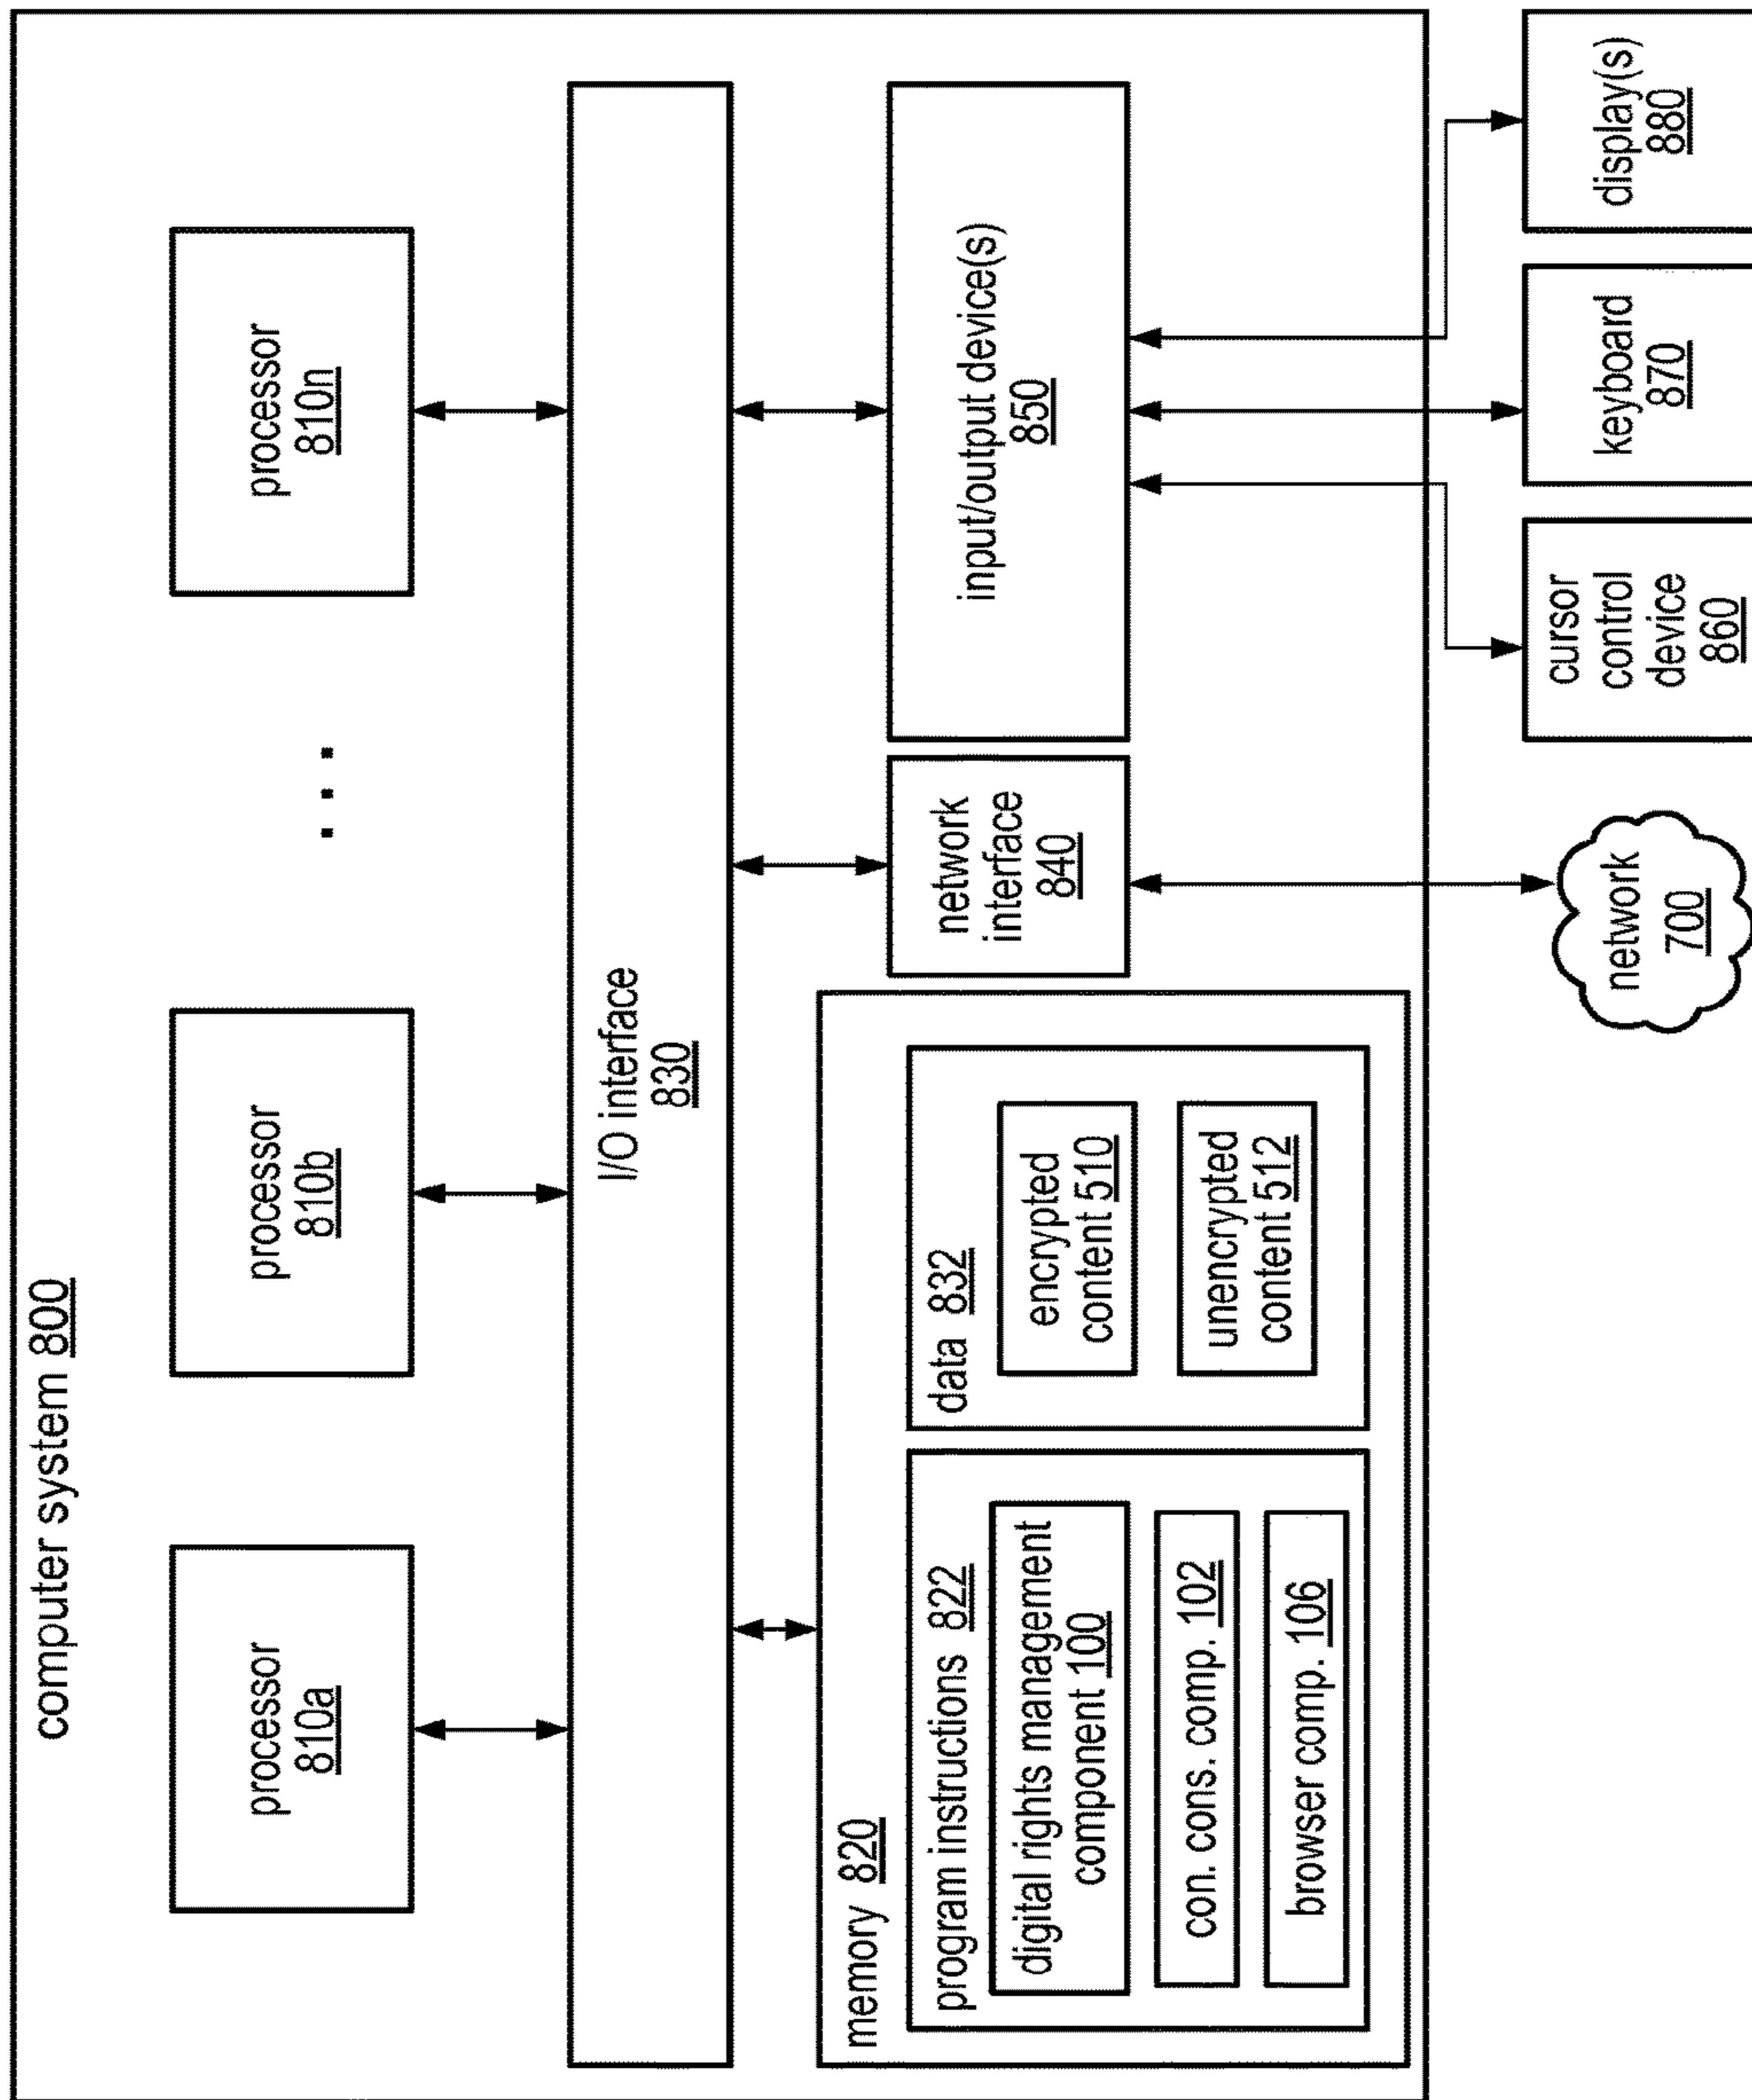 computer system 800
processor
810a
processor
810b
. . .
processor
810n
I/O interface
830
memory 820
program instructions 822
digital rights management
component 100
con. cons. comp. 102
browser comp. 106
data 832
encrypted
content 510
unencrypted
content 512
network
interface
840
input/output device(s)
850
network
700
cursor
control
device
860
keyboard
870
display(s)
880